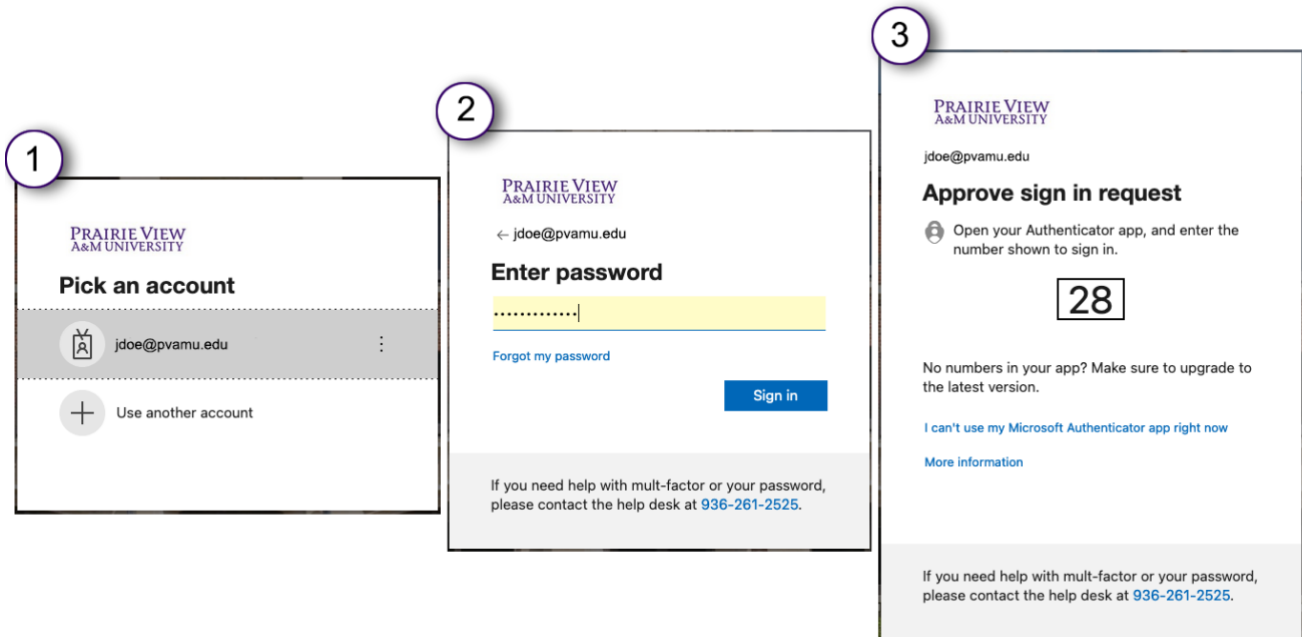 1
PRAIRIE VIEW
A&M UNIVERSITY
Pick an account
jdoe@pvamu.edu
Use another account
2
PRAIRIE VIEW
A&M UNIVERSITY
← jdoe@pvamu.edu
Enter password
Forgot my password
Sign in
If you need help with mult-factor or your password,
please contact the help desk at 936-261-2525.
3
PRAIRIE VIEW
A&M UNIVERSITY
jdoe@pvamu.edu
Approve sign in request
Open your Authenticator app, and enter the
number shown to sign in.
28
No numbers in your app? Make sure to upgrade to
the latest version.
I can't use my Microsoft Authenticator app right now
More information
If you need help with mult-factor or your password,
please contact the help desk at 936-261-2525.